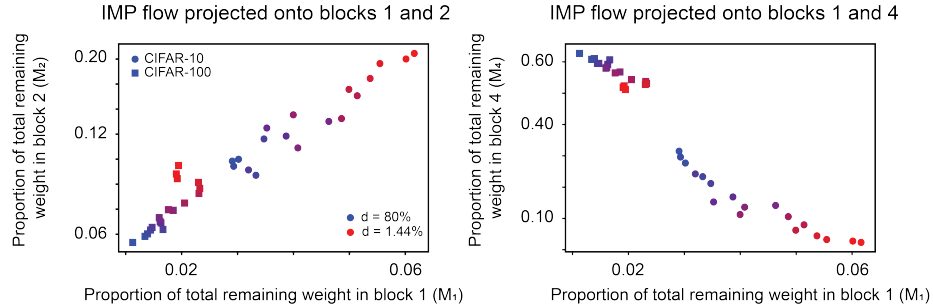 IMP flow projected onto blocks 1 and 2
Proportion of total remaining
weight in block 2 (M₂)
0.20
0.12
0.06
CIFAR-10
CIFAR-100
d = 80%
d = 1.44%
0.02
0.06
Proportion of total remaining weight in block 1 (M₁)
IMP flow projected onto blocks 1 and 4
Proportion of total remaining
weight in block 4 (M₄)
0.60
0.40
0.10
0.02
0.06
Proportion of total remaining weight in block 1 (M₁)